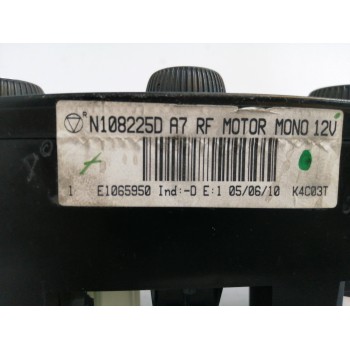 N108225D A7 RF MOTOR MONO 12V
1 E1065950 Ind:-D E:1 05/06/10 K4C03T